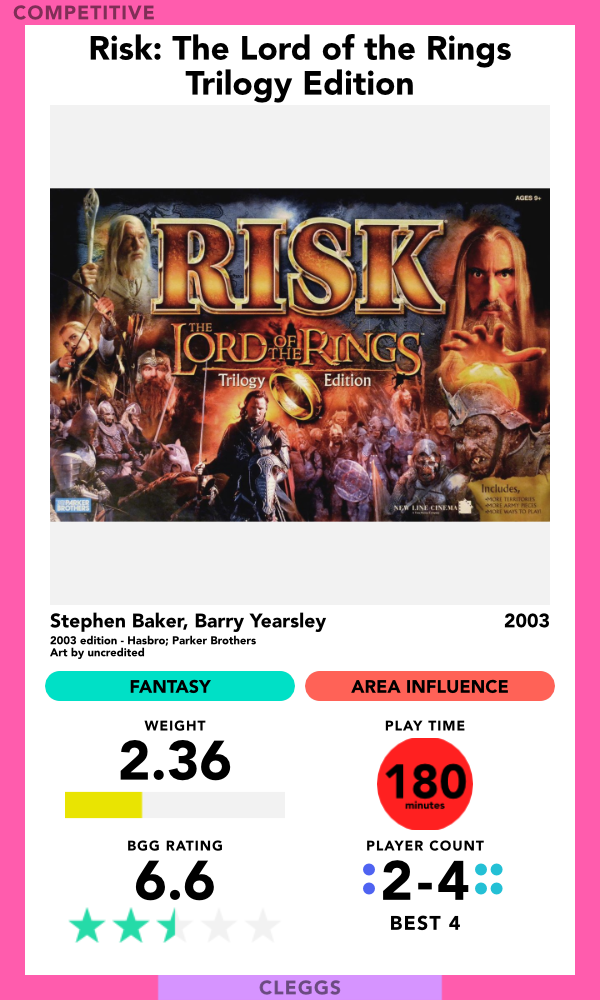 COMPETITIVE
Risk: The Lord of the Rings
Trilogy Edition
AGES 9+
RISK
THE LORD OF THE RINGS
Trilogy Edition
PARKER BROTHERS
NEW LINE CINEMA
Includes,
•MORE TERRITORIES
•MORE ARMY PIECES
•MORE WAYS TO PLAY!
Stephen Baker, Barry Yearsley 2003
2003 edition - Hasbro; Parker Brothers
Art by uncredited
FANTASY AREA INFLUENCE
WEIGHT PLAY TIME
2.36 180
minutes
BGG RATING PLAYER COUNT
6.6 2-4
BEST 4
CLEGGS